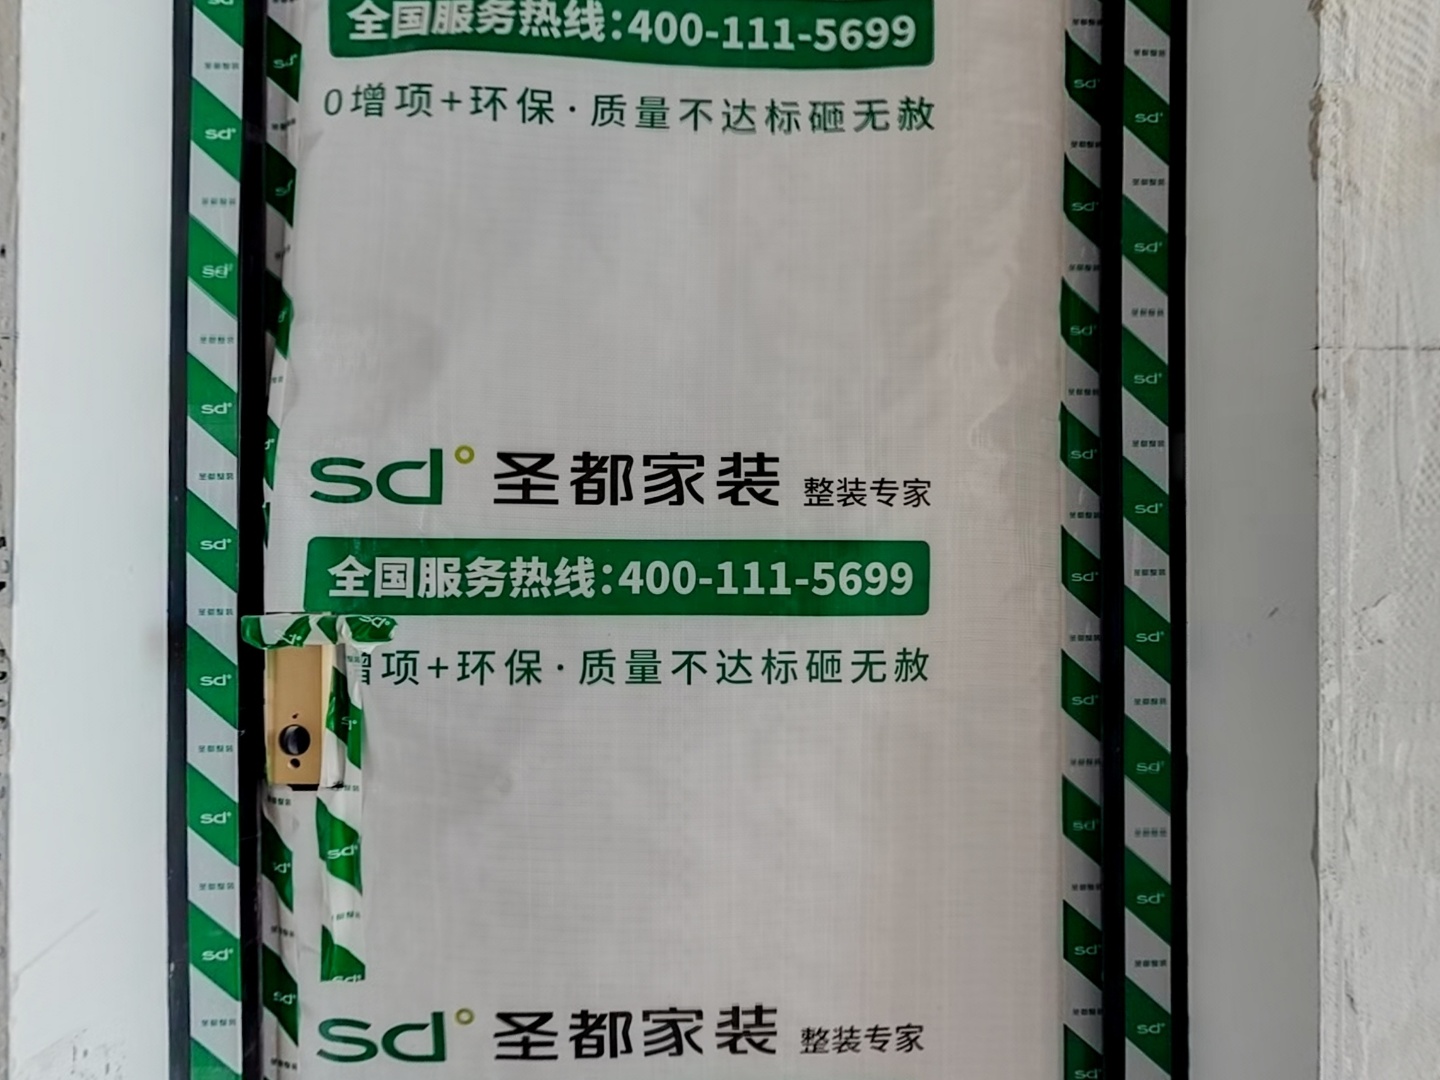 全国服务热线:400-111-5699
0增项+环保·质量不达标砸无赦
sd° 圣都家装 整装专家
全国服务热线:400-111-5699
增项+环保·质量不达标砸无赦
sd° 圣都家装 整装专家